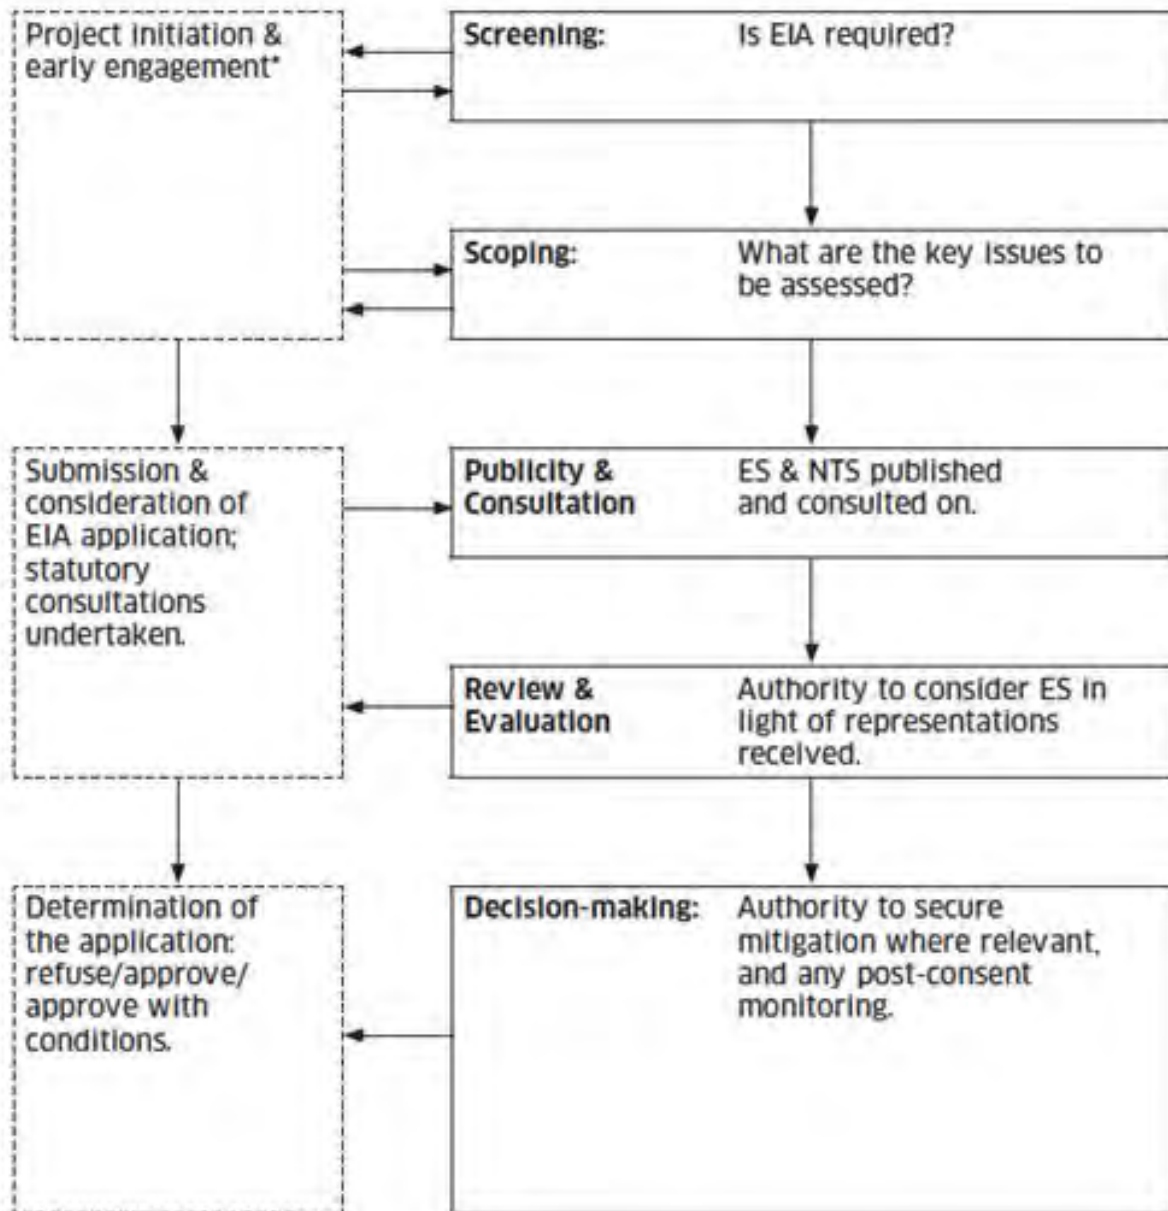 Project initiation &
early engagement*
Screening: Is EIA required?
Scoping: What are the key issues to
be assessed?
Submission &
consideration of
EIA application;
statutory
consultations
undertaken.
Publicity & ES & NTS published
Consultation and consulted on.
Review & Authority to consider ES in
Evaluation light of representations
received.
Determination of
the application:
refuse/approve/
approve with
conditions.
Decision-making: Authority to secure
mitigation where relevant,
and any post-consent
monitoring.